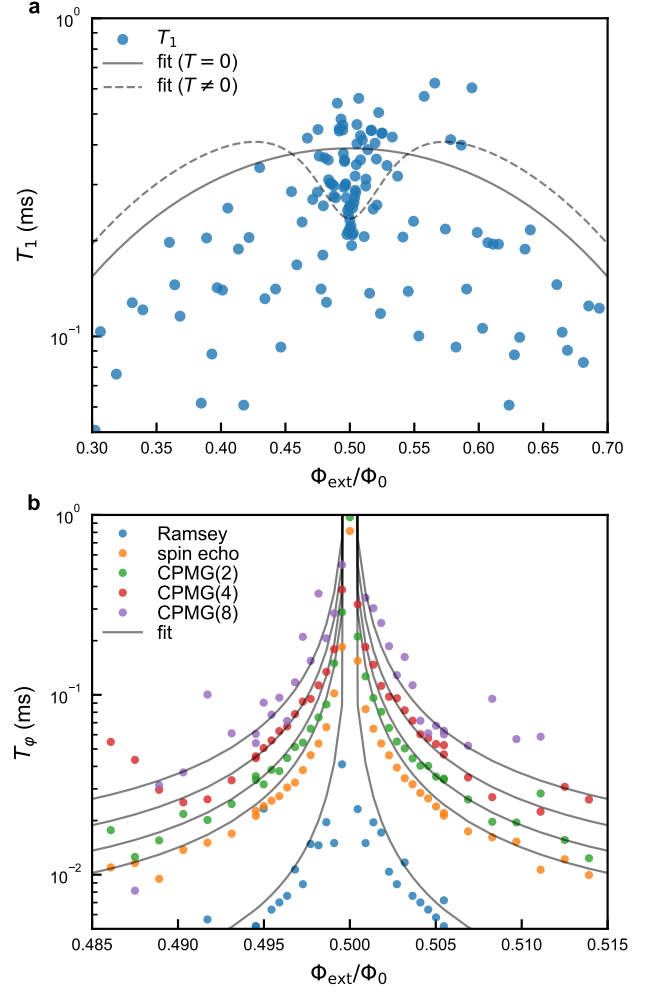 a
10⁰
T₁
fit (T = 0)
fit (T ≠ 0)
T₁ (ms)
10⁻¹
0.30 0.35 0.40 0.45 0.50 0.55 0.60 0.65 0.70
Φext/Φ0
b
10⁰
Ramsey
spin echo
CPMG(2)
CPMG(4)
CPMG(8)
fit
Tφ (ms)
10⁻¹
10⁻²
0.485 0.490 0.495 0.500 0.505 0.510 0.515
Φext/Φ0